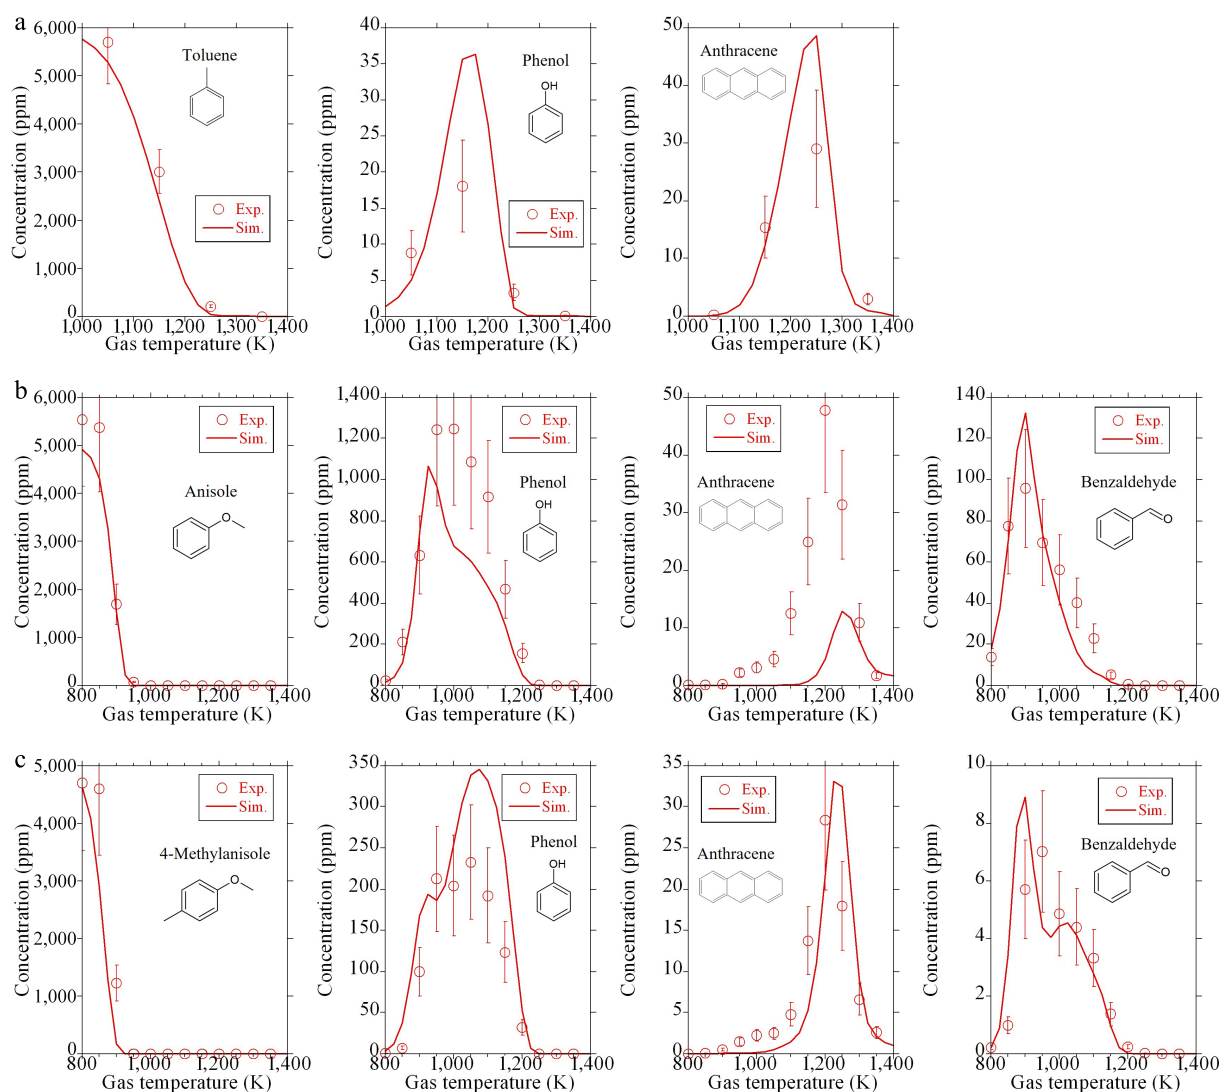 a
6,000
5,000
4,000
3,000
2,000
1,000
0
1,000
1,100
1,200
1,300
1,400
Concentration (ppm)
Gas temperature (K)
Toluene
Exp.
Sim.
40
35
30
25
20
15
10
5
0
1,000
1,100
1,200
1,300
1,400
Concentration (ppm)
Gas temperature (K)
Phenol
OH
Exp.
Sim.
50
40
30
20
10
0
1,000
1,100
1,200
1,300
1,400
Concentration (ppm)
Gas temperature (K)
Anthracene
b
6,000
5,000
4,000
3,000
2,000
1,000
0
800
1,000
1,200
1,400
Concentration (ppm)
Gas temperature (K)
Exp.
Sim.
Anisole
O
1,400
1,200
1,000
800
600
400
200
0
800
1,000
1,200
1,400
Concentration (ppm)
Gas temperature (K)
Exp.
Sim.
Phenol
OH
50
40
30
20
10
0
800
1,000
1,200
1,400
Concentration (ppm)
Gas temperature (K)
Exp.
Sim.
Anthracene
140
120
100
80
60
40
20
0
800
1,000
1,200
1,400
Concentration (ppm)
Gas temperature (K)
Exp.
Sim.
Benzaldehyde
O
c
5,000
4,000
3,000
2,000
1,000
0
800
1,000
1,200
1,400
Concentration (ppm)
Gas temperature (K)
Exp.
Sim.
4-Methylanisole
O
350
300
250
200
150
100
50
0
800
1,000
1,200
1,400
Concentration (ppm)
Gas temperature (K)
Exp.
Sim.
Phenol
OH
35
30
25
20
15
10
5
0
800
1,000
1,200
1,400
Concentration (ppm)
Gas temperature (K)
Exp.
Sim.
Anthracene
10
8
6
4
2
0
800
1,000
1,200
1,400
Concentration (ppm)
Gas temperature (K)
Exp.
Sim.
Benzaldehyde
O